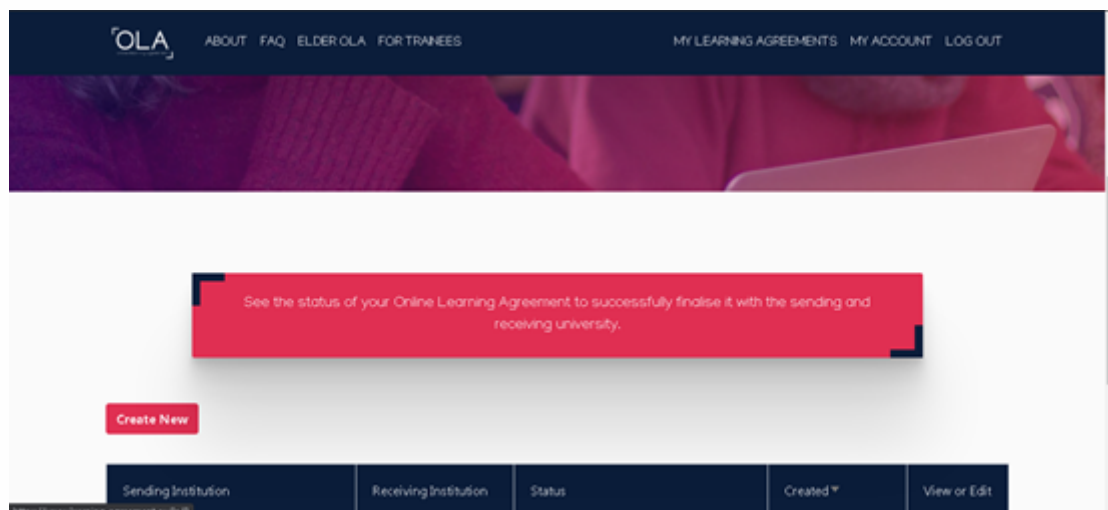 OLA
ABOUT FAQ ELDER OLA FOR TRAINEES
MY LEARNING AGREEMENTS MY ACCOUNT LOG OUT
See the status of your Online Learning Agreement to successfully finalise it with the sending and
receiving university.
Create New
Sending Institution Receiving Institution Status Created View or Edit